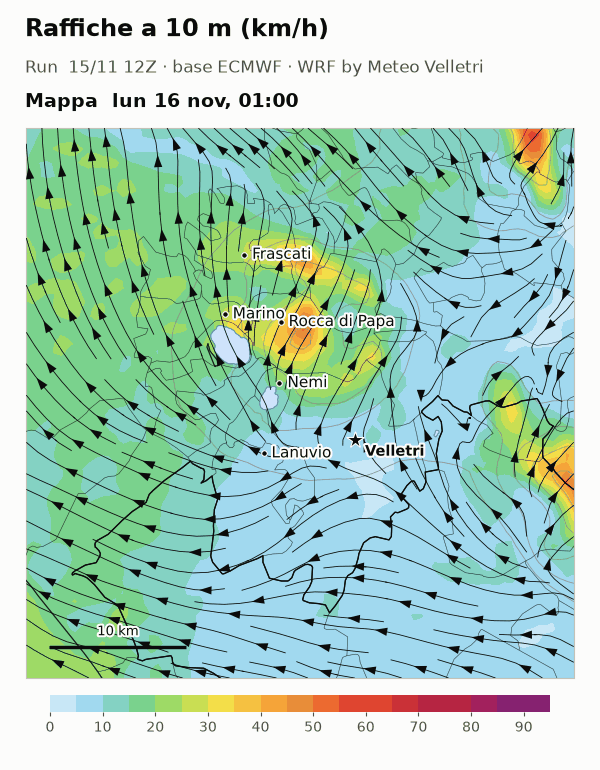 Raffiche a 10 m (km/h)
Run 15/11 12Z · base ECMWF · WRF by Meteo Velletri
Mappa lun 16 nov, 01:00
Frascati
Marino
Rocca di Papa
Nemi
Lanuvio
Velletri
10 km
0 10 20 30 40 50 60 70 80 90